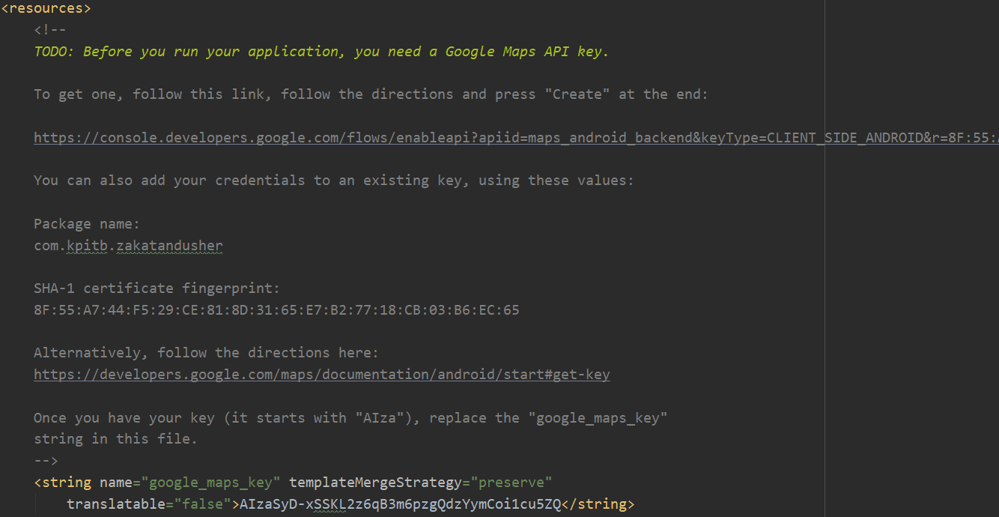 <resources>
<!--
TODO: Before you run your application, you need a Google Maps API key.
To get one, follow this link, follow the directions and press "Create" at the end:
https://console.developers.google.com/flows/enableapi?apiid=maps_android_backend&keyType=CLIENT_SIDE_ANDROID&r=8F:55:
You can also add your credentials to an existing key, using these values:
Package name:
com.kpitb.zakatandusher
SHA-1 certificate fingerprint:
8F:55:A7:44:F5:29:CE:81:8D:31:65:E7:B2:77:18:CB:03:B6:EC:65
Alternatively, follow the directions here:
https://developers.google.com/maps/documentation/android/start#get-key
Once you have your key (it starts with "AIza"), replace the "google_maps_key"
string in this file.
-->
<string name="google_maps_key" templateMergeStrategy="preserve"
translatable="false">AIzaSyD-xSSKL2z6qB3m6pzgQdzYymCoi1cu5ZQ</string>